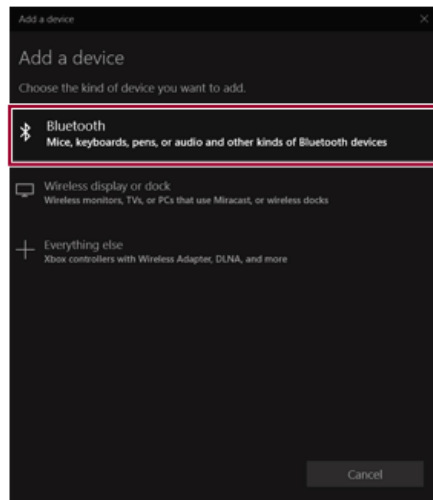 Add a device
Add a device
Choose the kind of device you want to add.
Bluetooth
Mice, keyboards, pens, or audio and other kinds of Bluetooth devices
Wireless display or dock
Wireless monitors, TVs, or PCs that use Miracast, or wireless docks
Everything else
Xbox controllers with Wireless Adapter, DLNA, and more
Cancel